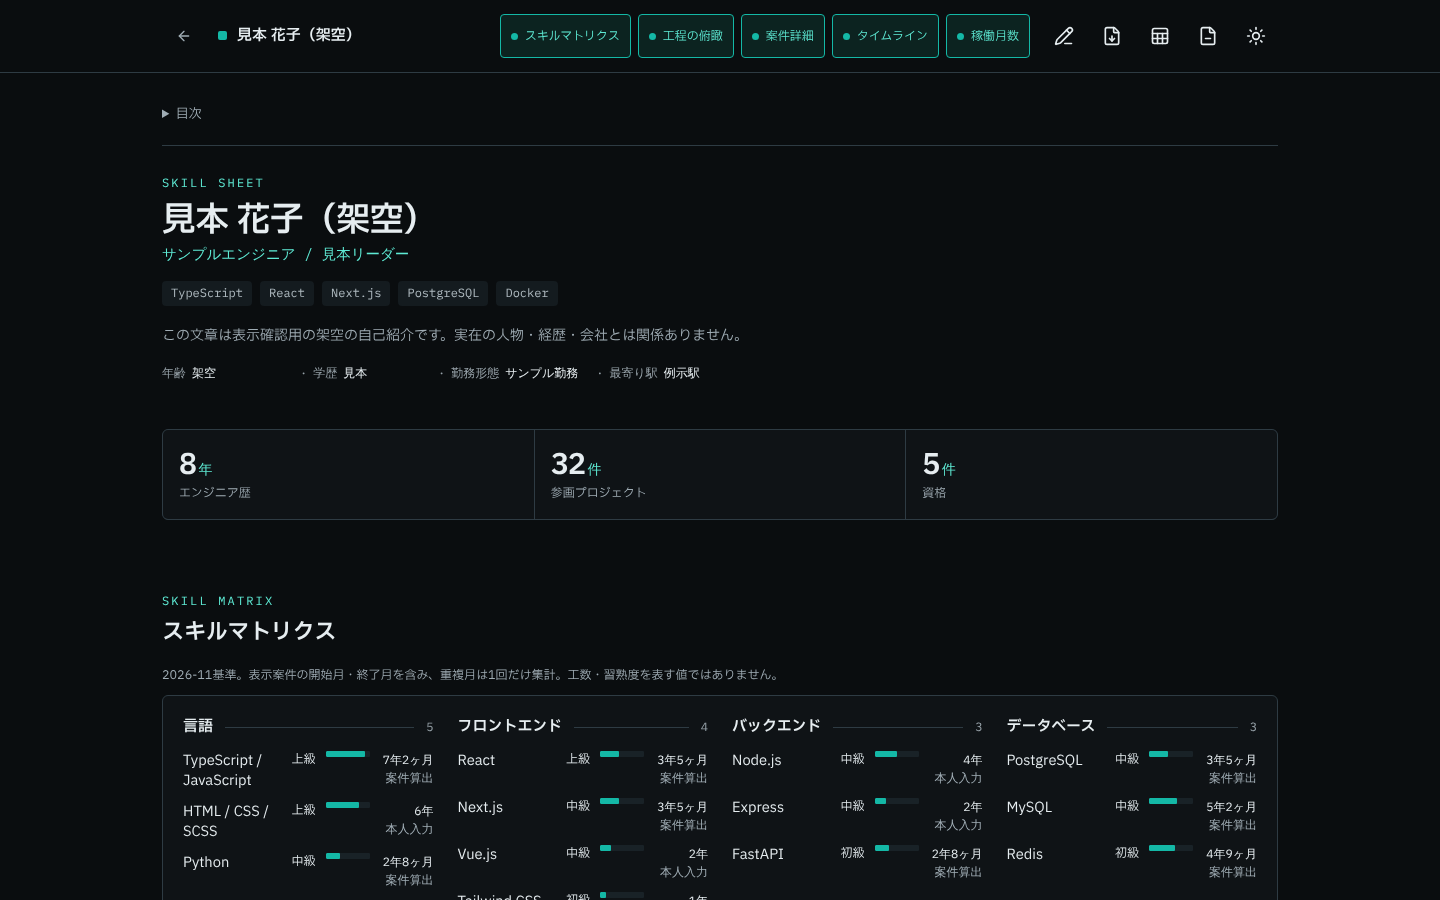 見本 花子（架空）
スキルマトリクス 工程の俯瞰 案件詳細 タイムライン 稼働月数
目次
SKILL SHEET
見本 花子（架空）
サンプルエンジニア / 見本リーダー
TypeScript React Next.js PostgreSQL Docker
この文章は表示確認用の架空の自己紹介です。実在の人物・経歴・会社とは関係ありません。
年齢 架空 ・ 学歴 見本 ・ 勤務形態 サンプル勤務 ・ 最寄り駅 例示駅
8年
エンジニア歴
32件
参画プロジェクト
5件
資格
SKILL MATRIX
スキルマトリクス
2026-11基準。表示案件の開始月・終了月を含み、重複月は1回だけ集計。工数・習熟度を表す値ではありません。
言語 5
TypeScript / JavaScript 上級 7年2ヶ月 案件算出
HTML / CSS / SCSS 上級 6年 本人入力
Python 中級 2年8ヶ月 案件算出
フロントエンド 4
React 上級 3年5ヶ月 案件算出
Next.js 中級 3年5ヶ月 案件算出
Vue.js 中級 2年 本人入力
Tailwind CSS 初級 1年
バックエンド 3
Node.js 中級 4年 本人入力
Express 中級 2年 本人入力
FastAPI 初級 2年8ヶ月 案件算出
データベース 3
PostgreSQL 中級 3年5ヶ月 案件算出
MySQL 中級 5年2ヶ月 案件算出
Redis 初級 4年9ヶ月 案件算出